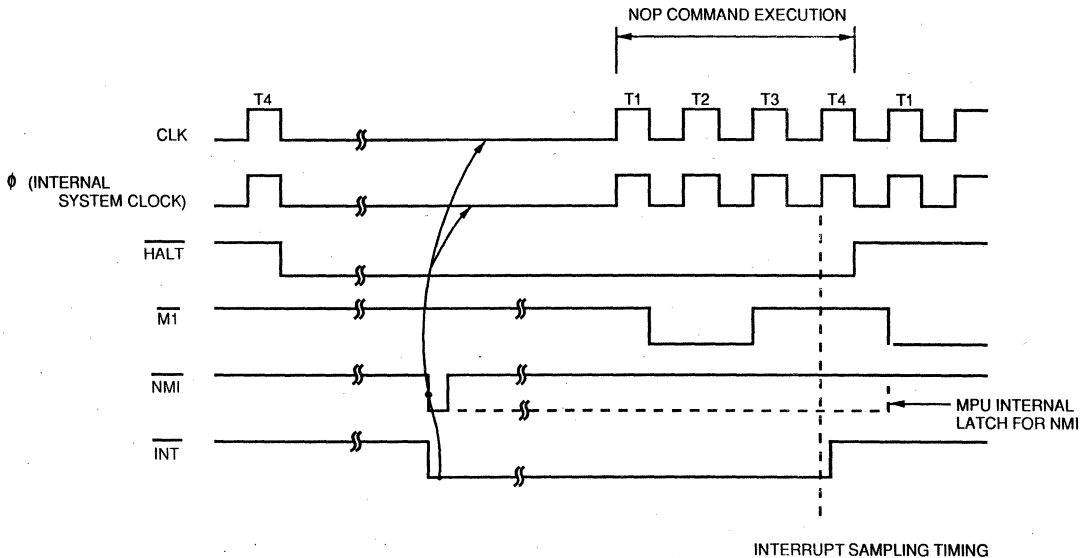 NOP COMMAND EXECUTION
T4 T1 T2 T3 T4 T1
CLK
ϕ (INTERNAL
SYSTEM CLOCK)
HALT
M1
NMI
MPU INTERNAL
LATCH FOR NMI
INT
INTERRUPT SAMPLING TIMING